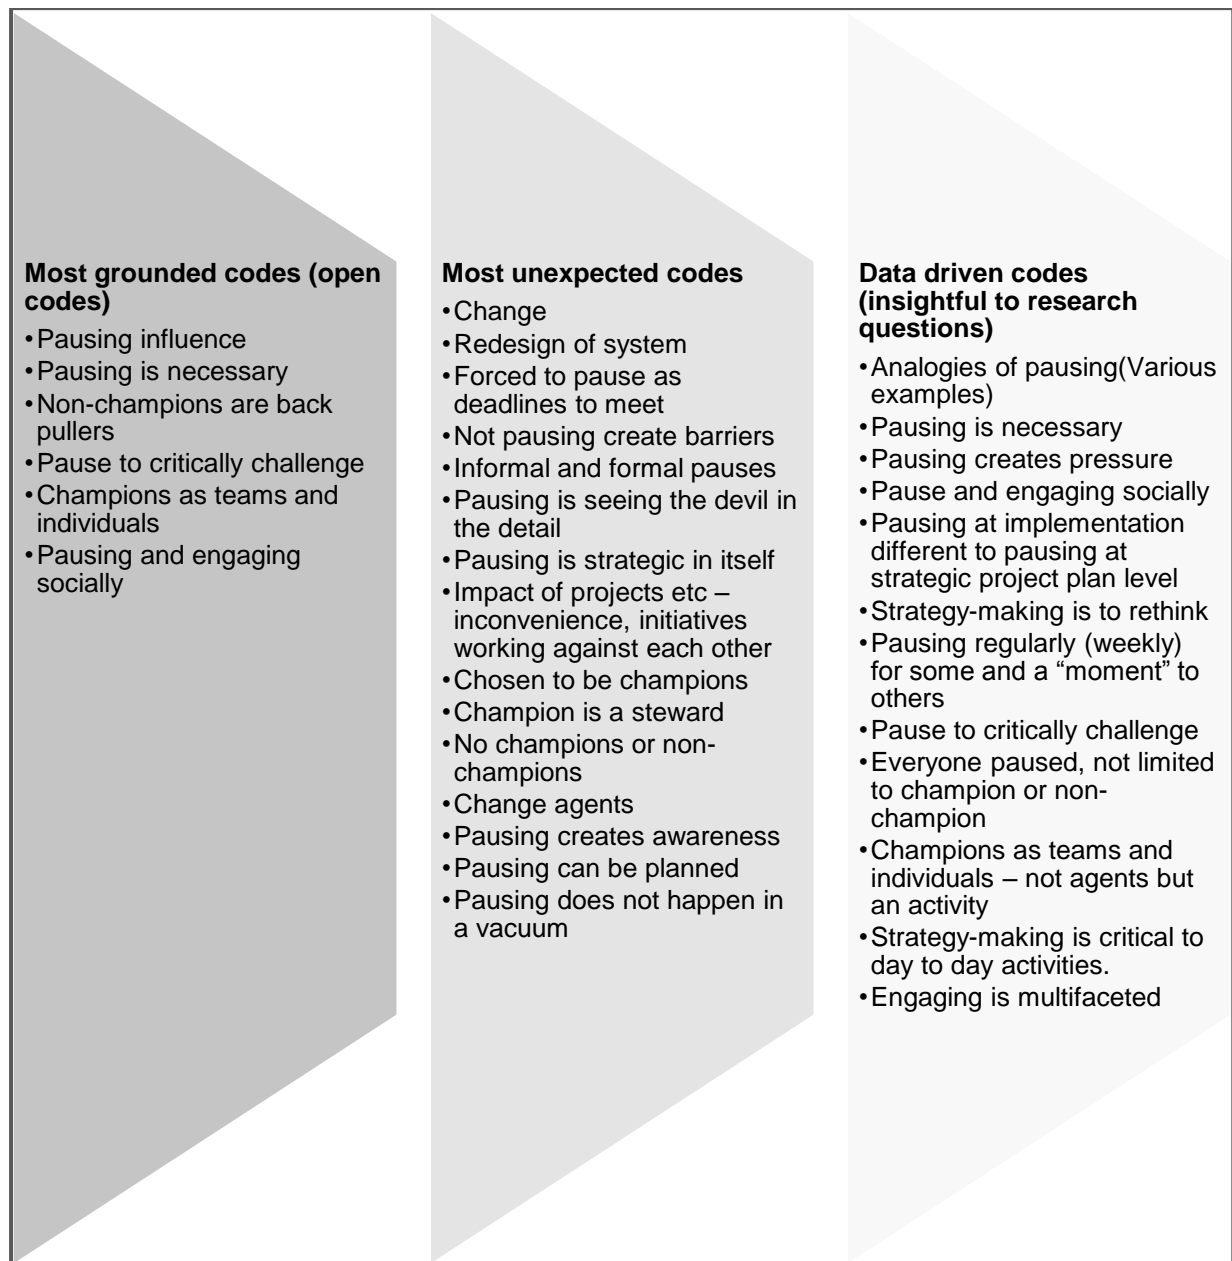 Most grounded codes (open
codes)
•Pausing influence
•Pausing is necessary
•Non-champions are back
pullers
•Pause to critically challenge
•Champions as teams and
individuals
•Pausing and engaging
socially
Most unexpected codes
•Change
•Redesign of system
•Forced to pause as
deadlines to meet
•Not pausing create barriers
•Informal and formal pauses
•Pausing is seeing the devil in
the detail
•Pausing is strategic in itself
•Impact of projects etc –
inconvenience, initiatives
working against each other
•Chosen to be champions
•Champion is a steward
•No champions or non-
champions
•Change agents
•Pausing creates awareness
•Pausing can be planned
•Pausing does not happen in
a vacuum
Data driven codes
(insightful to research
questions)
•Analogies of pausing(Various
examples)
•Pausing is necessary
•Pausing creates pressure
•Pause and engaging socially
•Pausing at implementation
different to pausing at
strategic project plan level
•Strategy-making is to rethink
•Pausing regularly (weekly)
for some and a “moment” to
others
•Pause to critically challenge
•Everyone paused, not limited
to champion or non-
champion
•Champions as teams and
individuals – not agents but
an activity
•Strategy-making is critical to
day to day activities.
•Engaging is multifaceted